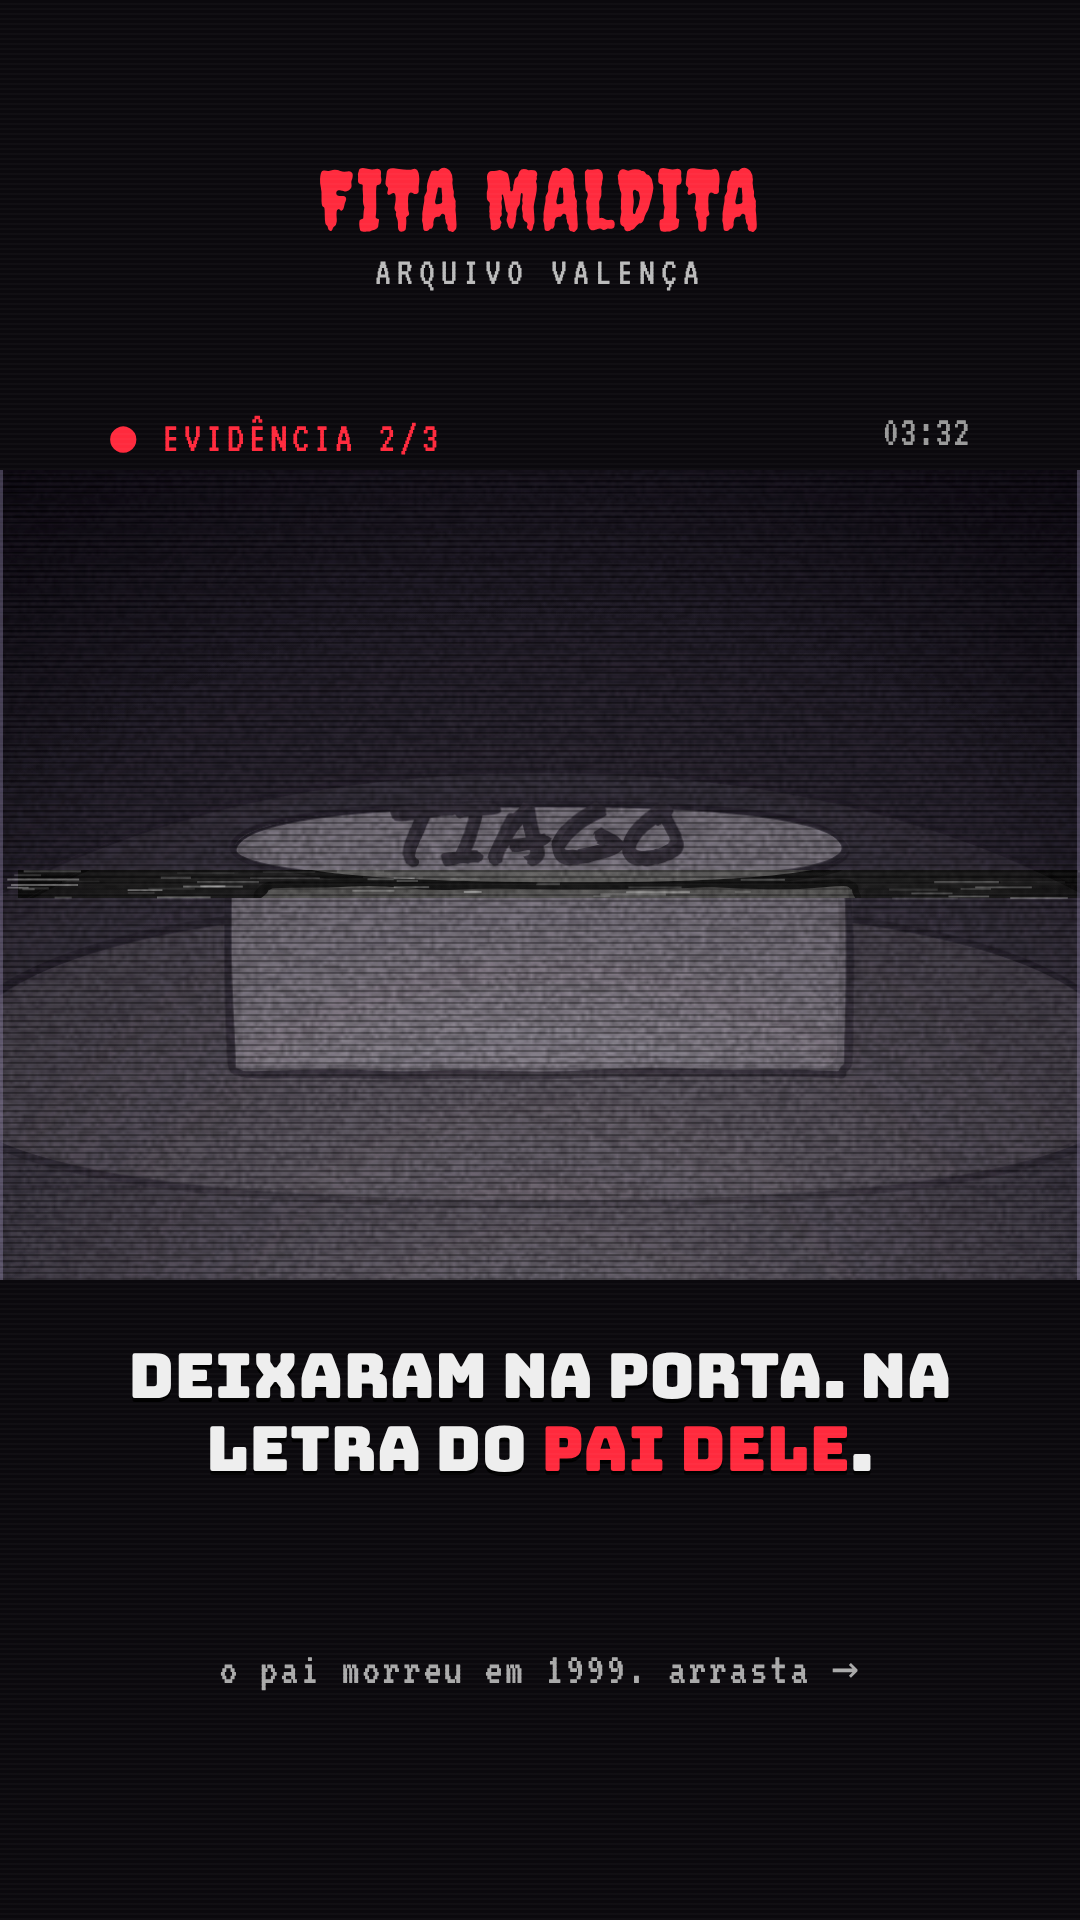 FITA MALDITA
ARQUIVO VALENÇA
EVIDÊNCIA 2/3
03:32
TIAGO
DEIXARAM NA PORTA. NA
LETRA DO PAI DELE.
o pai morreu em 1999. arrasta →